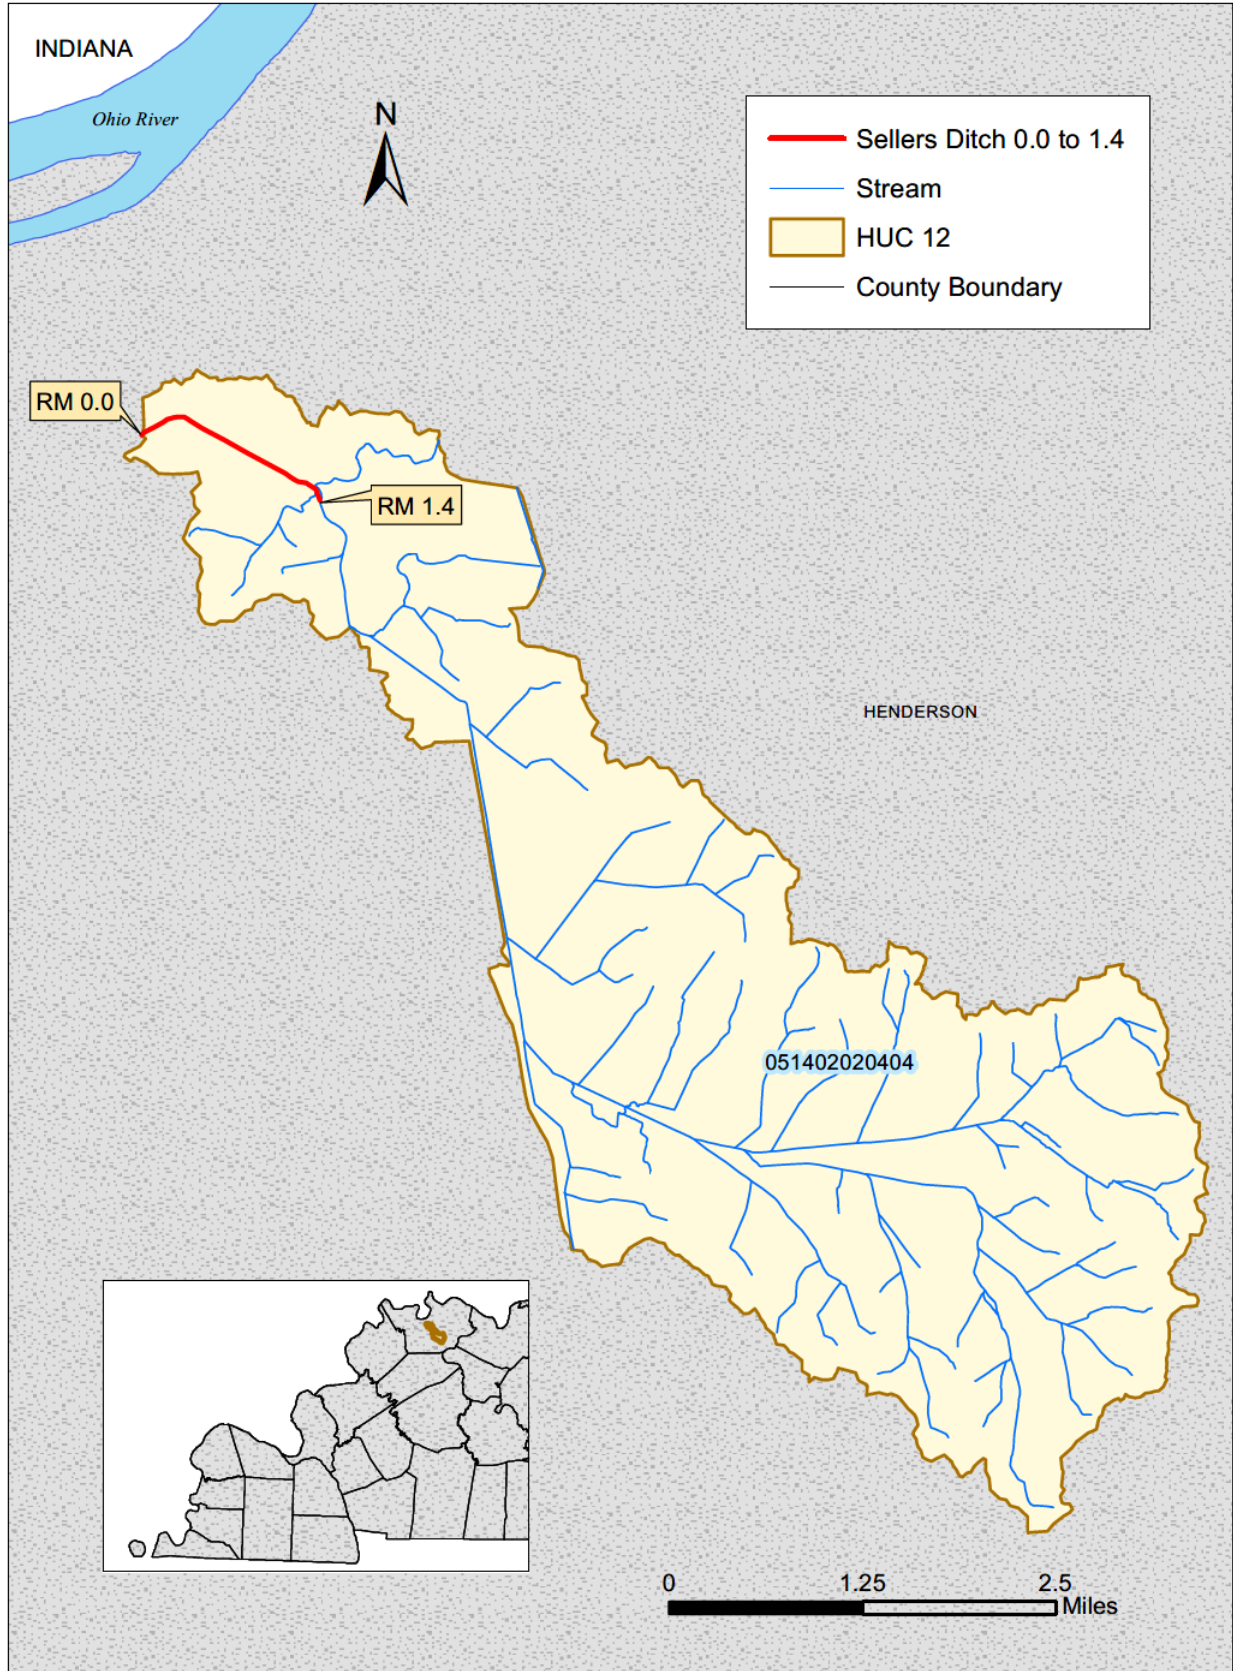 INDIANA
Ohio River
N
Sellers Ditch 0.0 to 1.4
Stream
HUC 12
County Boundary
RM 0.0
RM 1.4
HENDERSON
051402020404
0 1.25 2.5
Miles